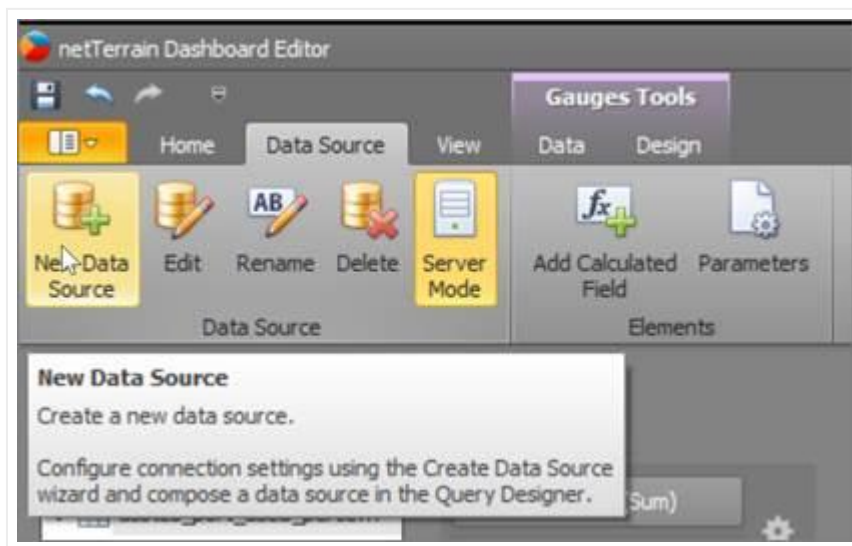 netTerrain Dashboard Editor
Gauges Tools
Home Data Source View Data Design
AB fx
New Data Edit Rename Delete Server Add Calculated Parameters
Source Mode Field
Data Source Elements
New Data Source
Create a new data source.
Configure connection settings using the Create Data Source
wizard and compose a data source in the Query Designer.
(Sum)